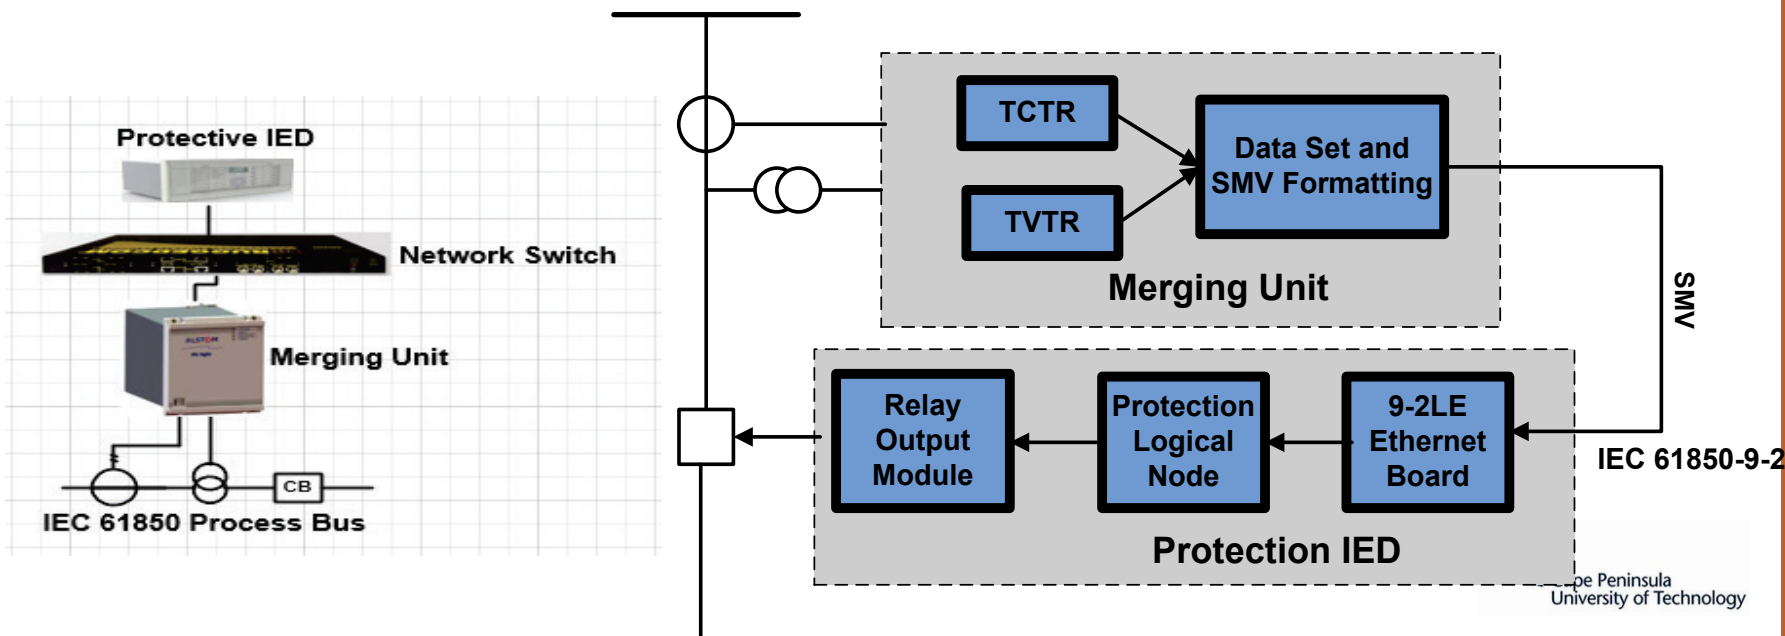 Protective IED
Network Switch
ALSTOM
Merging Unit
CB
IEC 61850 Process Bus
TCTR
TVTR
Data Set and
SMV Formatting
Merging Unit
SMV
Relay
Output
Module
Protection
Logical
Node
9-2LE
Ethernet
Board
IEC 61850-9-2
Protection IED
Peninsula
University of Technology